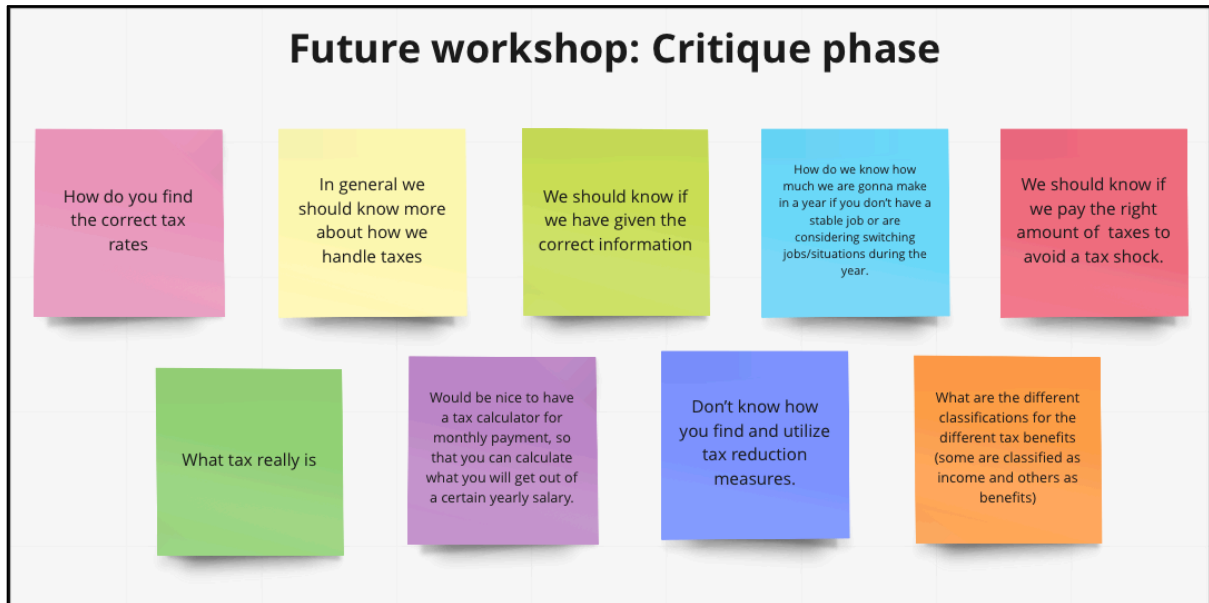 Future workshop: Critique phase
How do you find
the correct tax
rates
In general we
should know more
about how we
handle taxes
We should know if
we have given the
correct information
How do we know how
much we are gonna make
in a year if you don't have a
stable job or are
considering switching
jobs/situations during the
year.
We should know if
we pay the right
amount of  taxes to
avoid a tax shock.
What tax really is
Would be nice to have
a tax calculator for
monthly payment, so
that you can calculate
what you will get out of
a certain yearly salary.
Don't know how
you find and utilize
tax reduction
measures.
What are the different
classifications for the
different tax benefits
(some are classified as
income and others as
benefits)